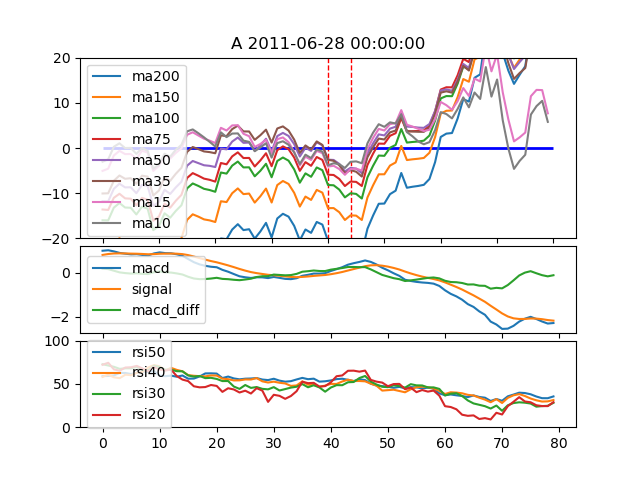 A 2011-06-28 00:00:00
20
10
0
−10
−20
ma200
ma150
ma100
ma75
ma50
ma35
ma15
ma10
0
−2
macd
signal
macd_diff
100
50
0
rsi50
rsi40
rsi30
rsi20
0 10 20 30 40 50 60 70 80